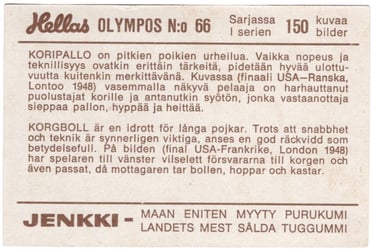 Hellas OLYMPOS N:o 66 Sarjassa I serien 150 kuvaa bilder
KORIPALLO on pitkien poikien urheilua. Vaikka nopeus ja
teknillisyys ovatkin erittäin tärkeitä, pidetään hyvää ulottu-
vuutta kuitenkin merkittävänä. Kuvassa (finaali USA—Ranska,
Lontoo 1948) vasemmalla näkyvä pelaaja on harhauttanut
puolustajat korille ja antanutkin syötön, jonka vastaanottaja
sieppaa pallon, hyppää ja heittää.
KORGBOLL är en idrott för långa pojkar. Trots att snabbhet
och teknik är synnerligen viktiga, anses en god räckvidd som
betydelsefull. På bilden (final USA-Frankrike, London 1948)
har spelaren till vänster vilselett försvararna till korgen och
även passat, då mottagaren tar bollen, hoppar och kastar.
JENKKI - MAAN ENITEN MYYTY PURUKUMI
LANDETS MEST SÅLDA TUGGUMMI